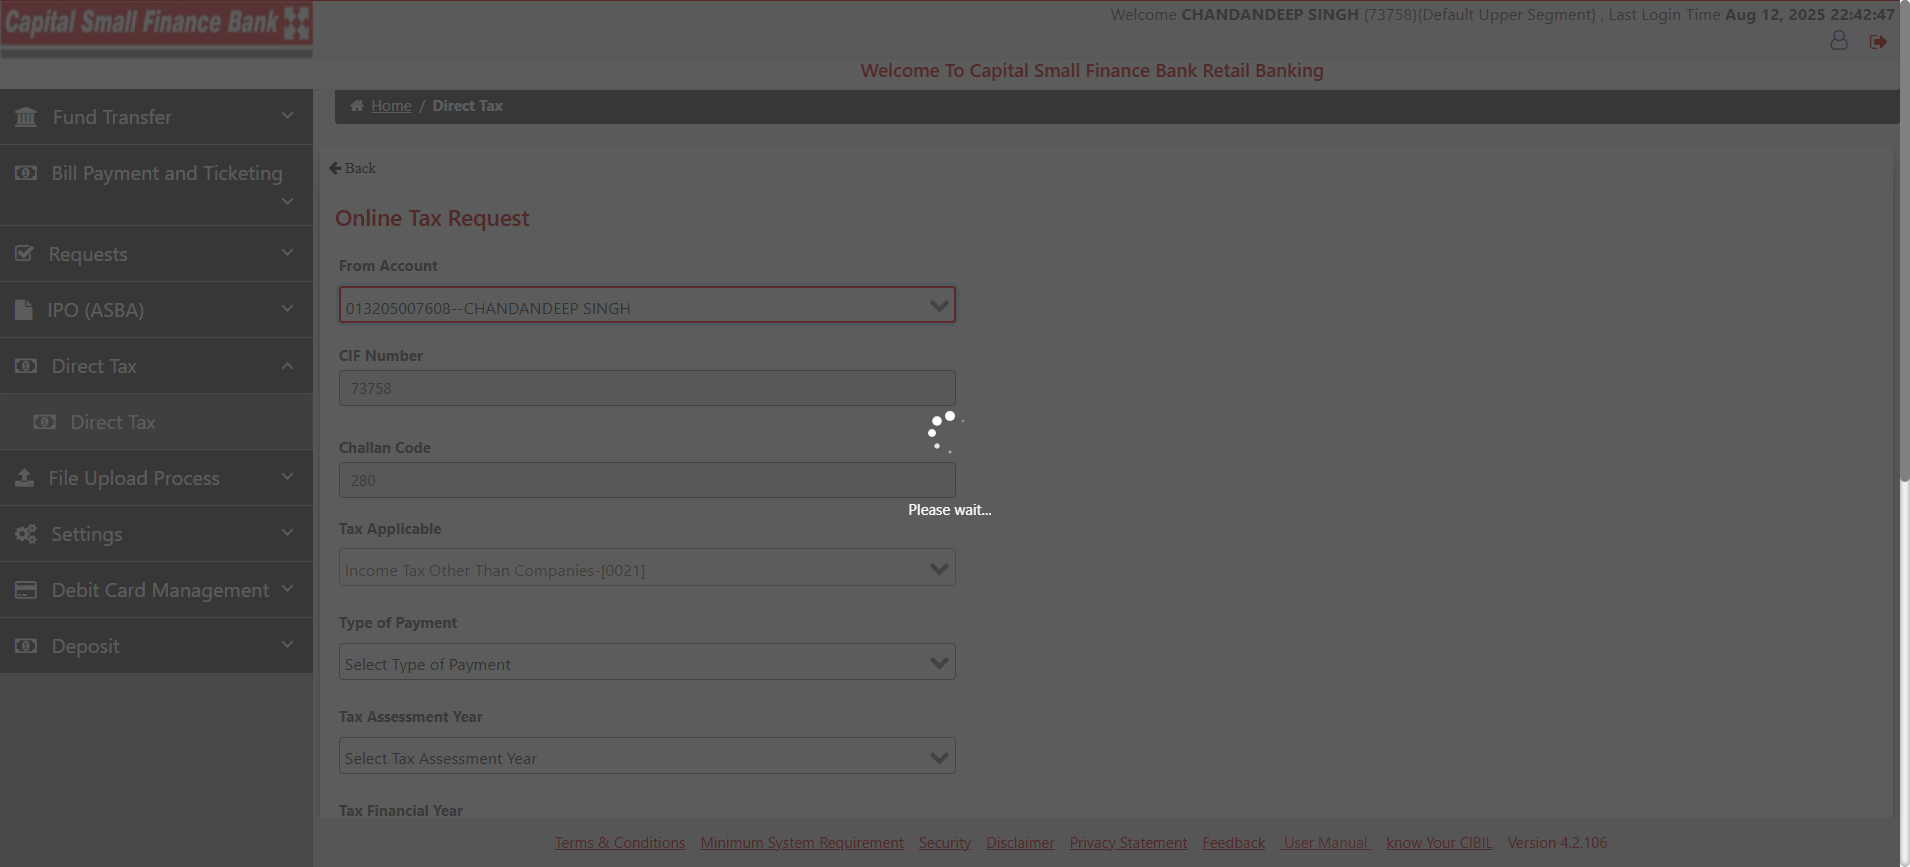 Capital Small Finance Bank
Welcome CHANDANDEEP SINGH (73758){Default Upper Segment} , Last Login Time Aug 12, 2025 22:42:47
Welcome To Capital Small Finance Bank Retail Banking
Home / Direct Tax
Fund Transfer
Bill Payment and Ticketing
Requests
IPO (ASBA)
Direct Tax
Direct Tax
File Upload Process
Settings
Debit Card Management
Deposit
Back
Online Tax Request
From Account
013205007608--CHANDANDEEP SINGH
CIF Number
73758
Challan Code
280
Please wait...
Tax Applicable
Income Tax Other Than Companies-[0021]
Type of Payment
Select Type of Payment
Tax Assessment Year
Select Tax Assessment Year
Tax Financial Year
Terms & Conditions Minimum System Requirement Security Disclaimer Privacy Statement Feedback User Manual know Your CIBIL Version 4.2.106